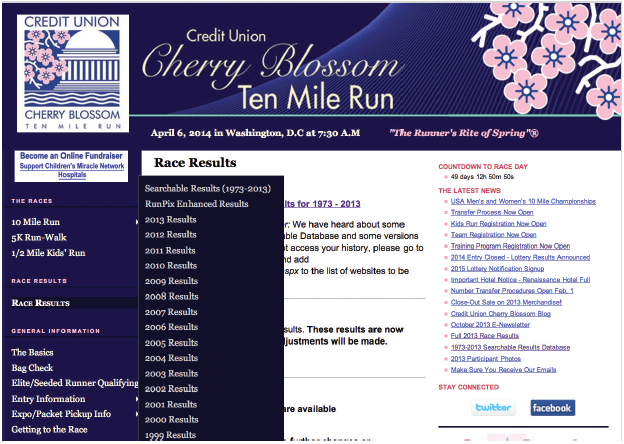 CREDIT UNION
CHERRY BLOSSOM
TEN MILE RUN
Credit Union
Cherry Blossom
Ten Mile Run
April 6, 2014 in Washington, D.C at 7:30 A.M
"The Runner's Rite of Spring"®
Become an Online Fundraiser
Support Children's Miracle Network
Hospitals
THE RACES
10 Mile Run
5K Run-Walk
1/2 Mile Kids' Run
RACE RESULTS
RACE RESULTS
GENERAL INFORMATION
The Basics
Bag Check
Elite/Seeded Runner Qualifying
Entry Information
Expo/Packet Pickup Info
Getting to the Race
Race Results
Searchable Results (1973-2013)
RunPix Enhanced Results
2013 Results
2012 Results
2011 Results
2010 Results
2009 Results
2008 Results
2007 Results
2006 Results
2005 Results
2004 Results
2003 Results
2002 Results
2001 Results
2000 Results
1999 Results
for 1973 - 2013
We have heard about some
Database and some versions
access your history, please go to
nd add
to the list of websites to be
These results are now
adjustments will be made.
are available
COUNTDOWN TO RACE DAY
49 days 12h 50m 50s
THE LATEST NEWS
USA Men's and Women's 10 Mile Championships
Transfer Process Now Open
Kids Run Registration Now Open
Team Registration Now Open
Training Program Registration Now Open
2014 Entry Closed - Lottery Results Announced
2015 Lottery Notification Signup
Important Hotel Notice - Renaissance Hotel Full
Number Transfer Procedures Open Feb. 1
Close-Out Sale on 2013 Merchandise!
Credit Union Cherry Blossom Blog
October 2013 E-Newsletter
Full 2013 Race Results
1973-2013 Searchable Results Database
2013 Participant Photos
Make Sure You Receive Our Emails
STAY CONNECTED
twitter
facebook